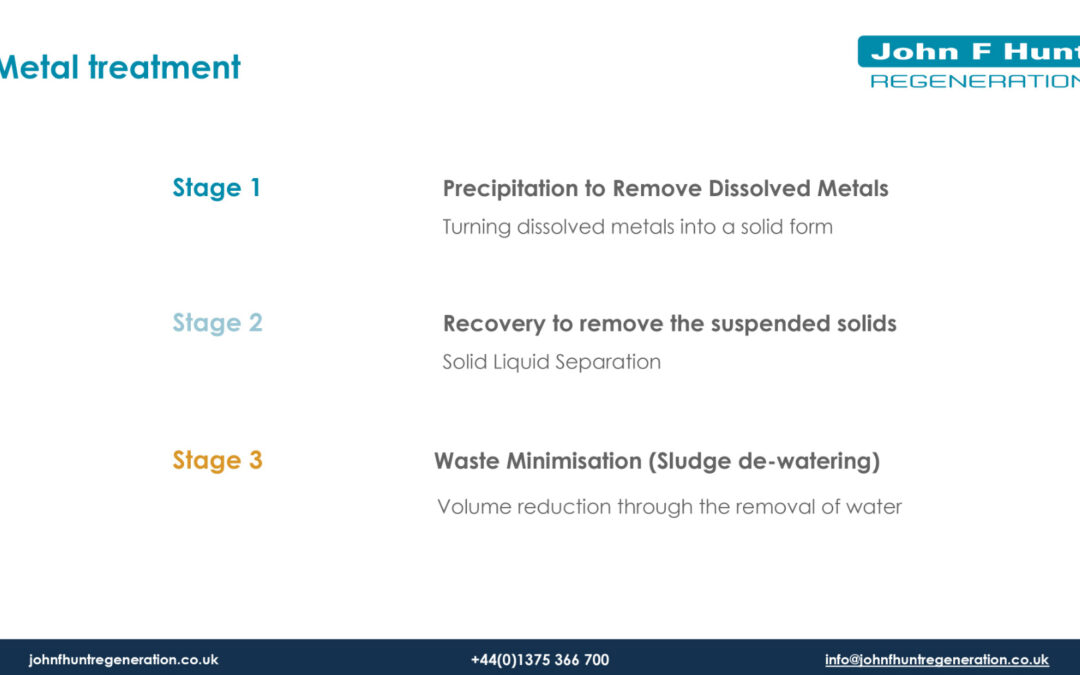 Metal treatment
John F Hunt
REGENERATION
Stage 1
Precipitation to Remove Dissolved Metals
Turning dissolved metals into a solid form
Stage 2
Recovery to remove the suspended solids
Solid Liquid Separation
Stage 3
Waste Minimisation (Sludge de-watering)
Volume reduction through the removal of water
johnfhuntregeneration.co.uk
+44(0)1375 366 700
info@johnfhuntregeneration.co.uk